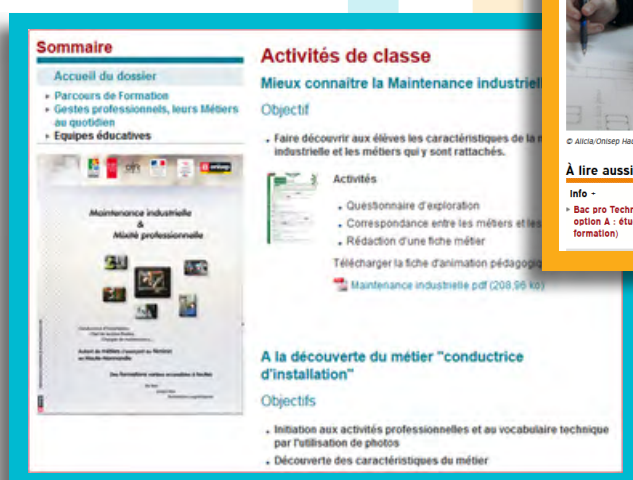 Sommaire
Accueil du dossier
Parcours de Formation
Gestes professionnels, leurs Métiers
au quotidien
Equipes éducatives
onisep
Maintenance industrielle
&
Mixité professionnelle
Activités de classe
Mieux connaître la Maintenance
Objectif
Faire découvrir aux élèves les caractéristiques de la
industrielle et les métiers qui y sont rattachés.
Activités
Questionnaire d'exploration
Correspondance entre les métiers et les
Rédaction d'une fiche métier
Télécharger la fiche d'animation
Maintenance industrielle.pdf (208,96 ko)
A la découverte du métier "conductrice
d'installation"
Objectifs
Initiation aux activités professionnelles et au vocabulaire technique
par l'utilisation de photos
Découverte des caractéristiques du métier
© Alicia/Onisep
À lire aussi
Info -
Bac pro
option A :
formation)